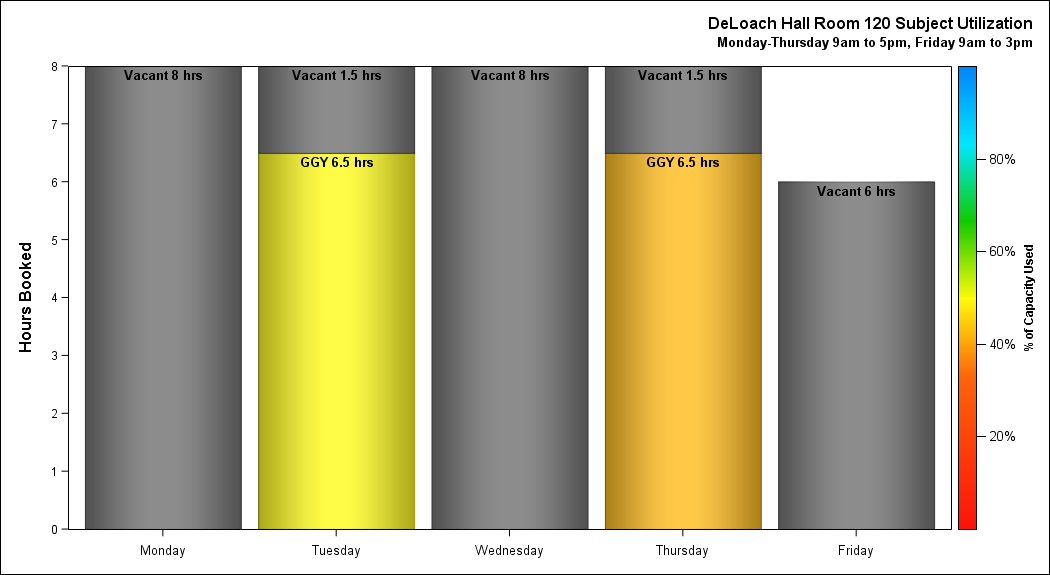 DeLoach Hall Room 120 Subject Utilization
Monday-Thursday 9am to 5pm, Friday 9am to 3pm
Hours Booked
8
7
6
5
4
3
2
1
0
Vacant 8 hrs
Vacant 1.5 hrs
GGY 6.5 hrs
Vacant 8 hrs
Vacant 1.5 hrs
GGY 6.5 hrs
Vacant 6 hrs
Monday
Tuesday
Wednesday
Thursday
Friday
80%
60%
40%
20%
% of Capacity Used